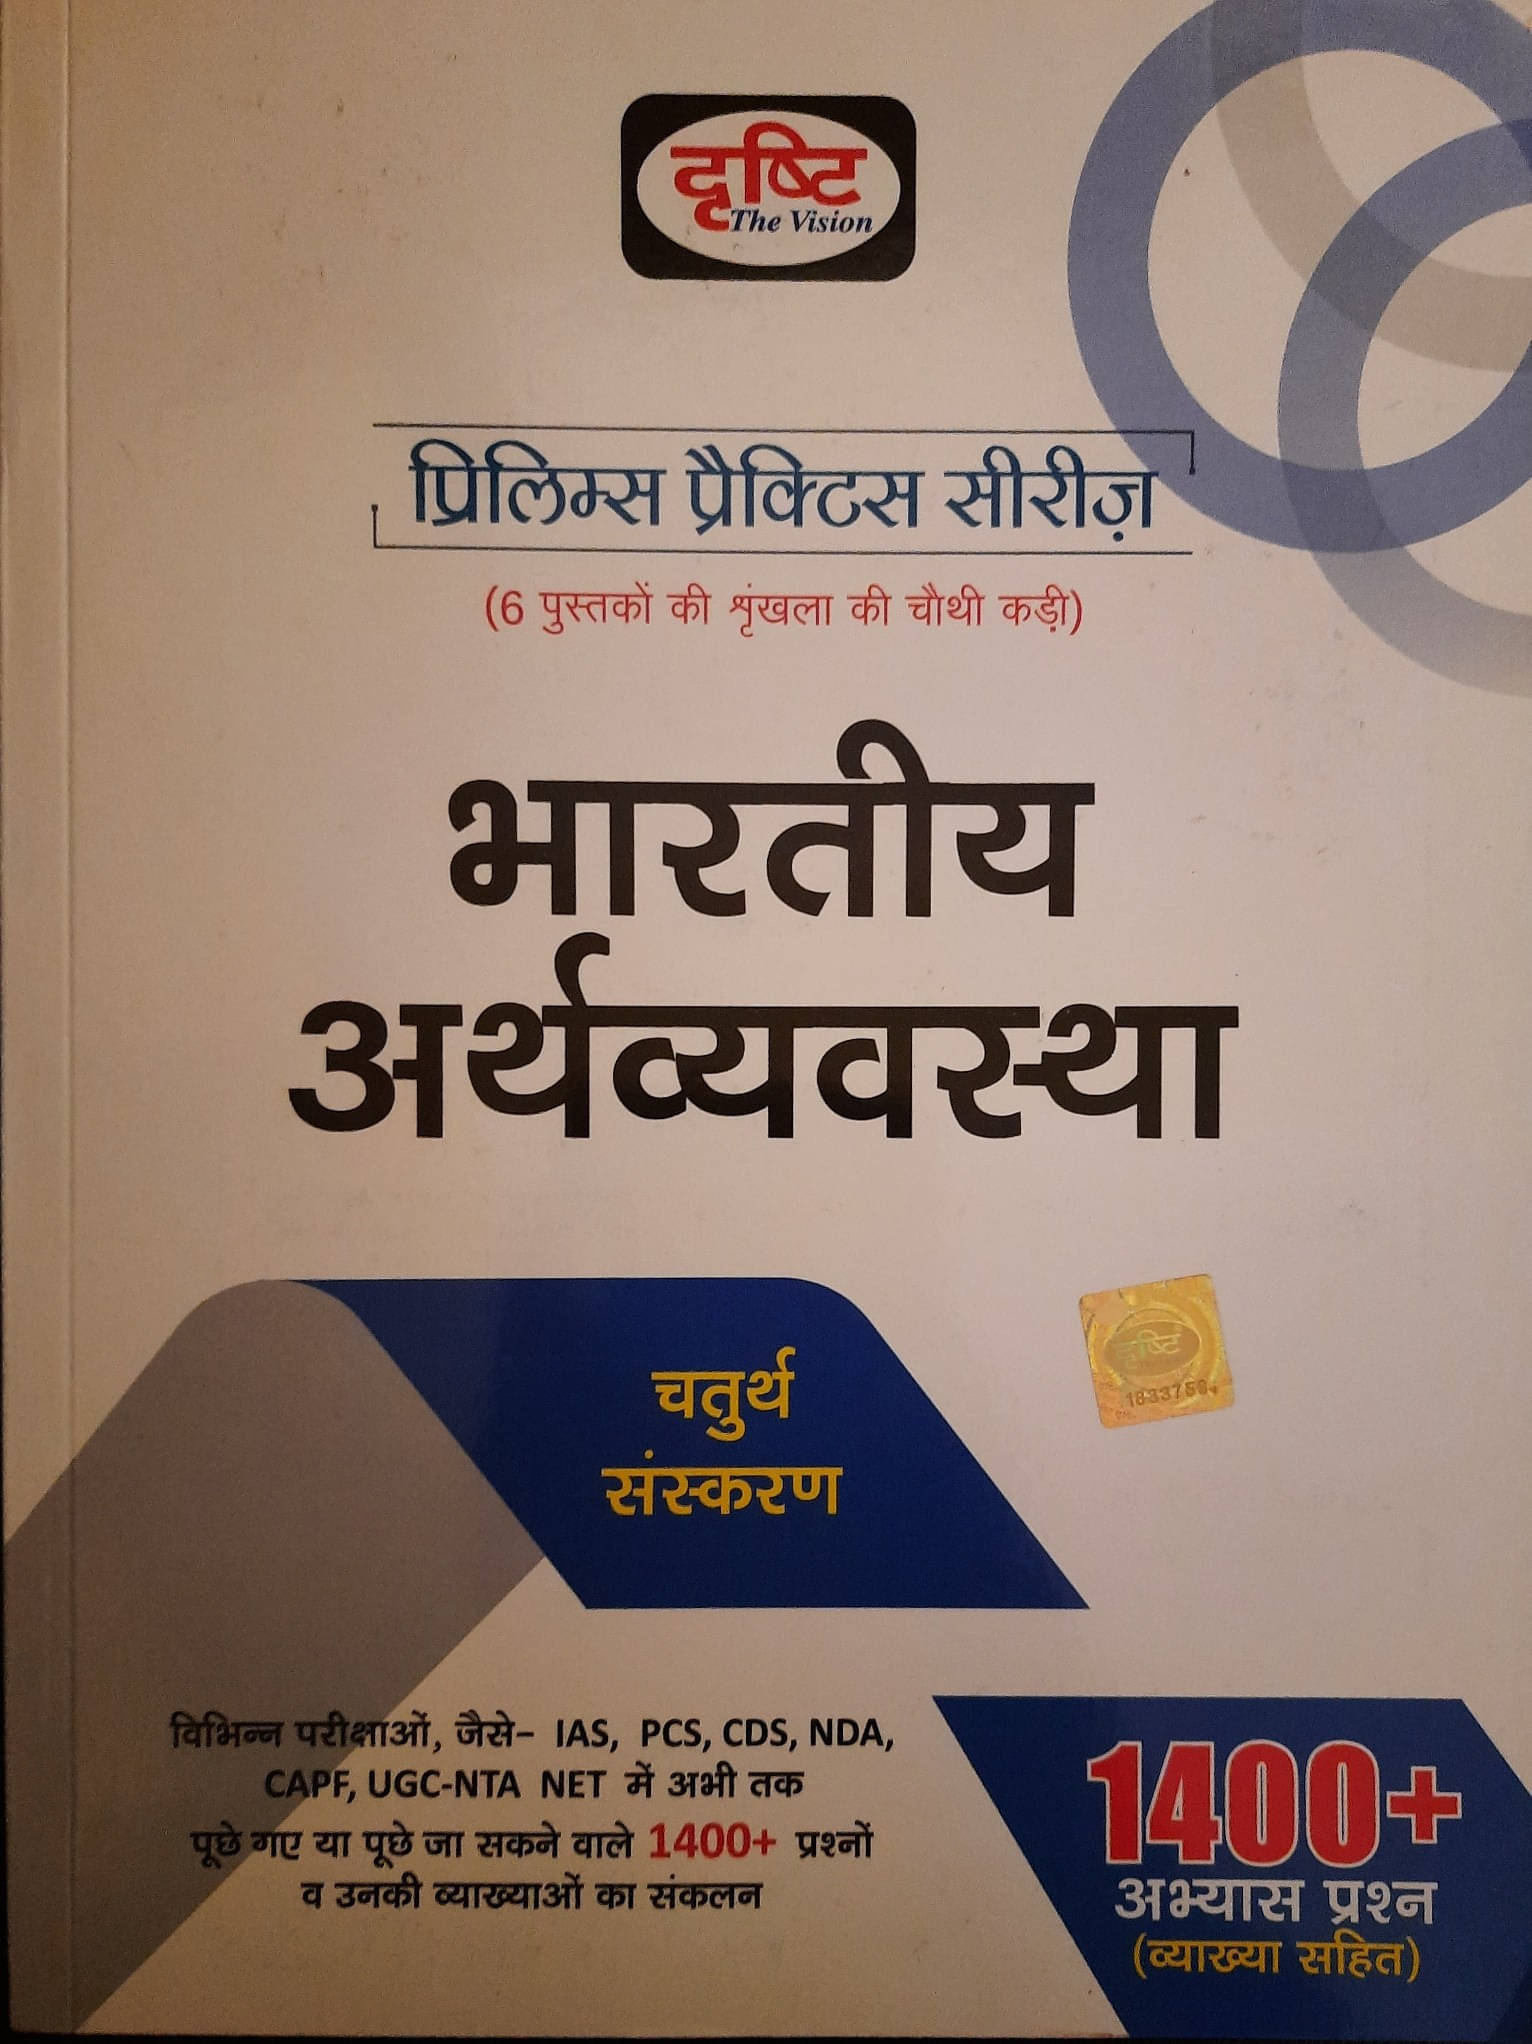 दृष्टि
The Vision
प्रिलिम्स प्रैक्टिस सीरीज़
(6 पुस्तकों की शृंखला की चौथी कड़ी)
भारतीय
अर्थव्यवस्था
चतुर्थ
संस्करण
दृष्टि
विभिन्न परीक्षाओं, जैसे– IAS, PCS, CDS, NDA,
CAPF, UGC-NTA NET में अभी तक
पूछे गए या पूछे जा सकने वाले 1400+ प्रश्नों
व उनकी व्याख्याओं का संकलन
1400+
अभ्यास प्रश्न
(व्याख्या सहित)